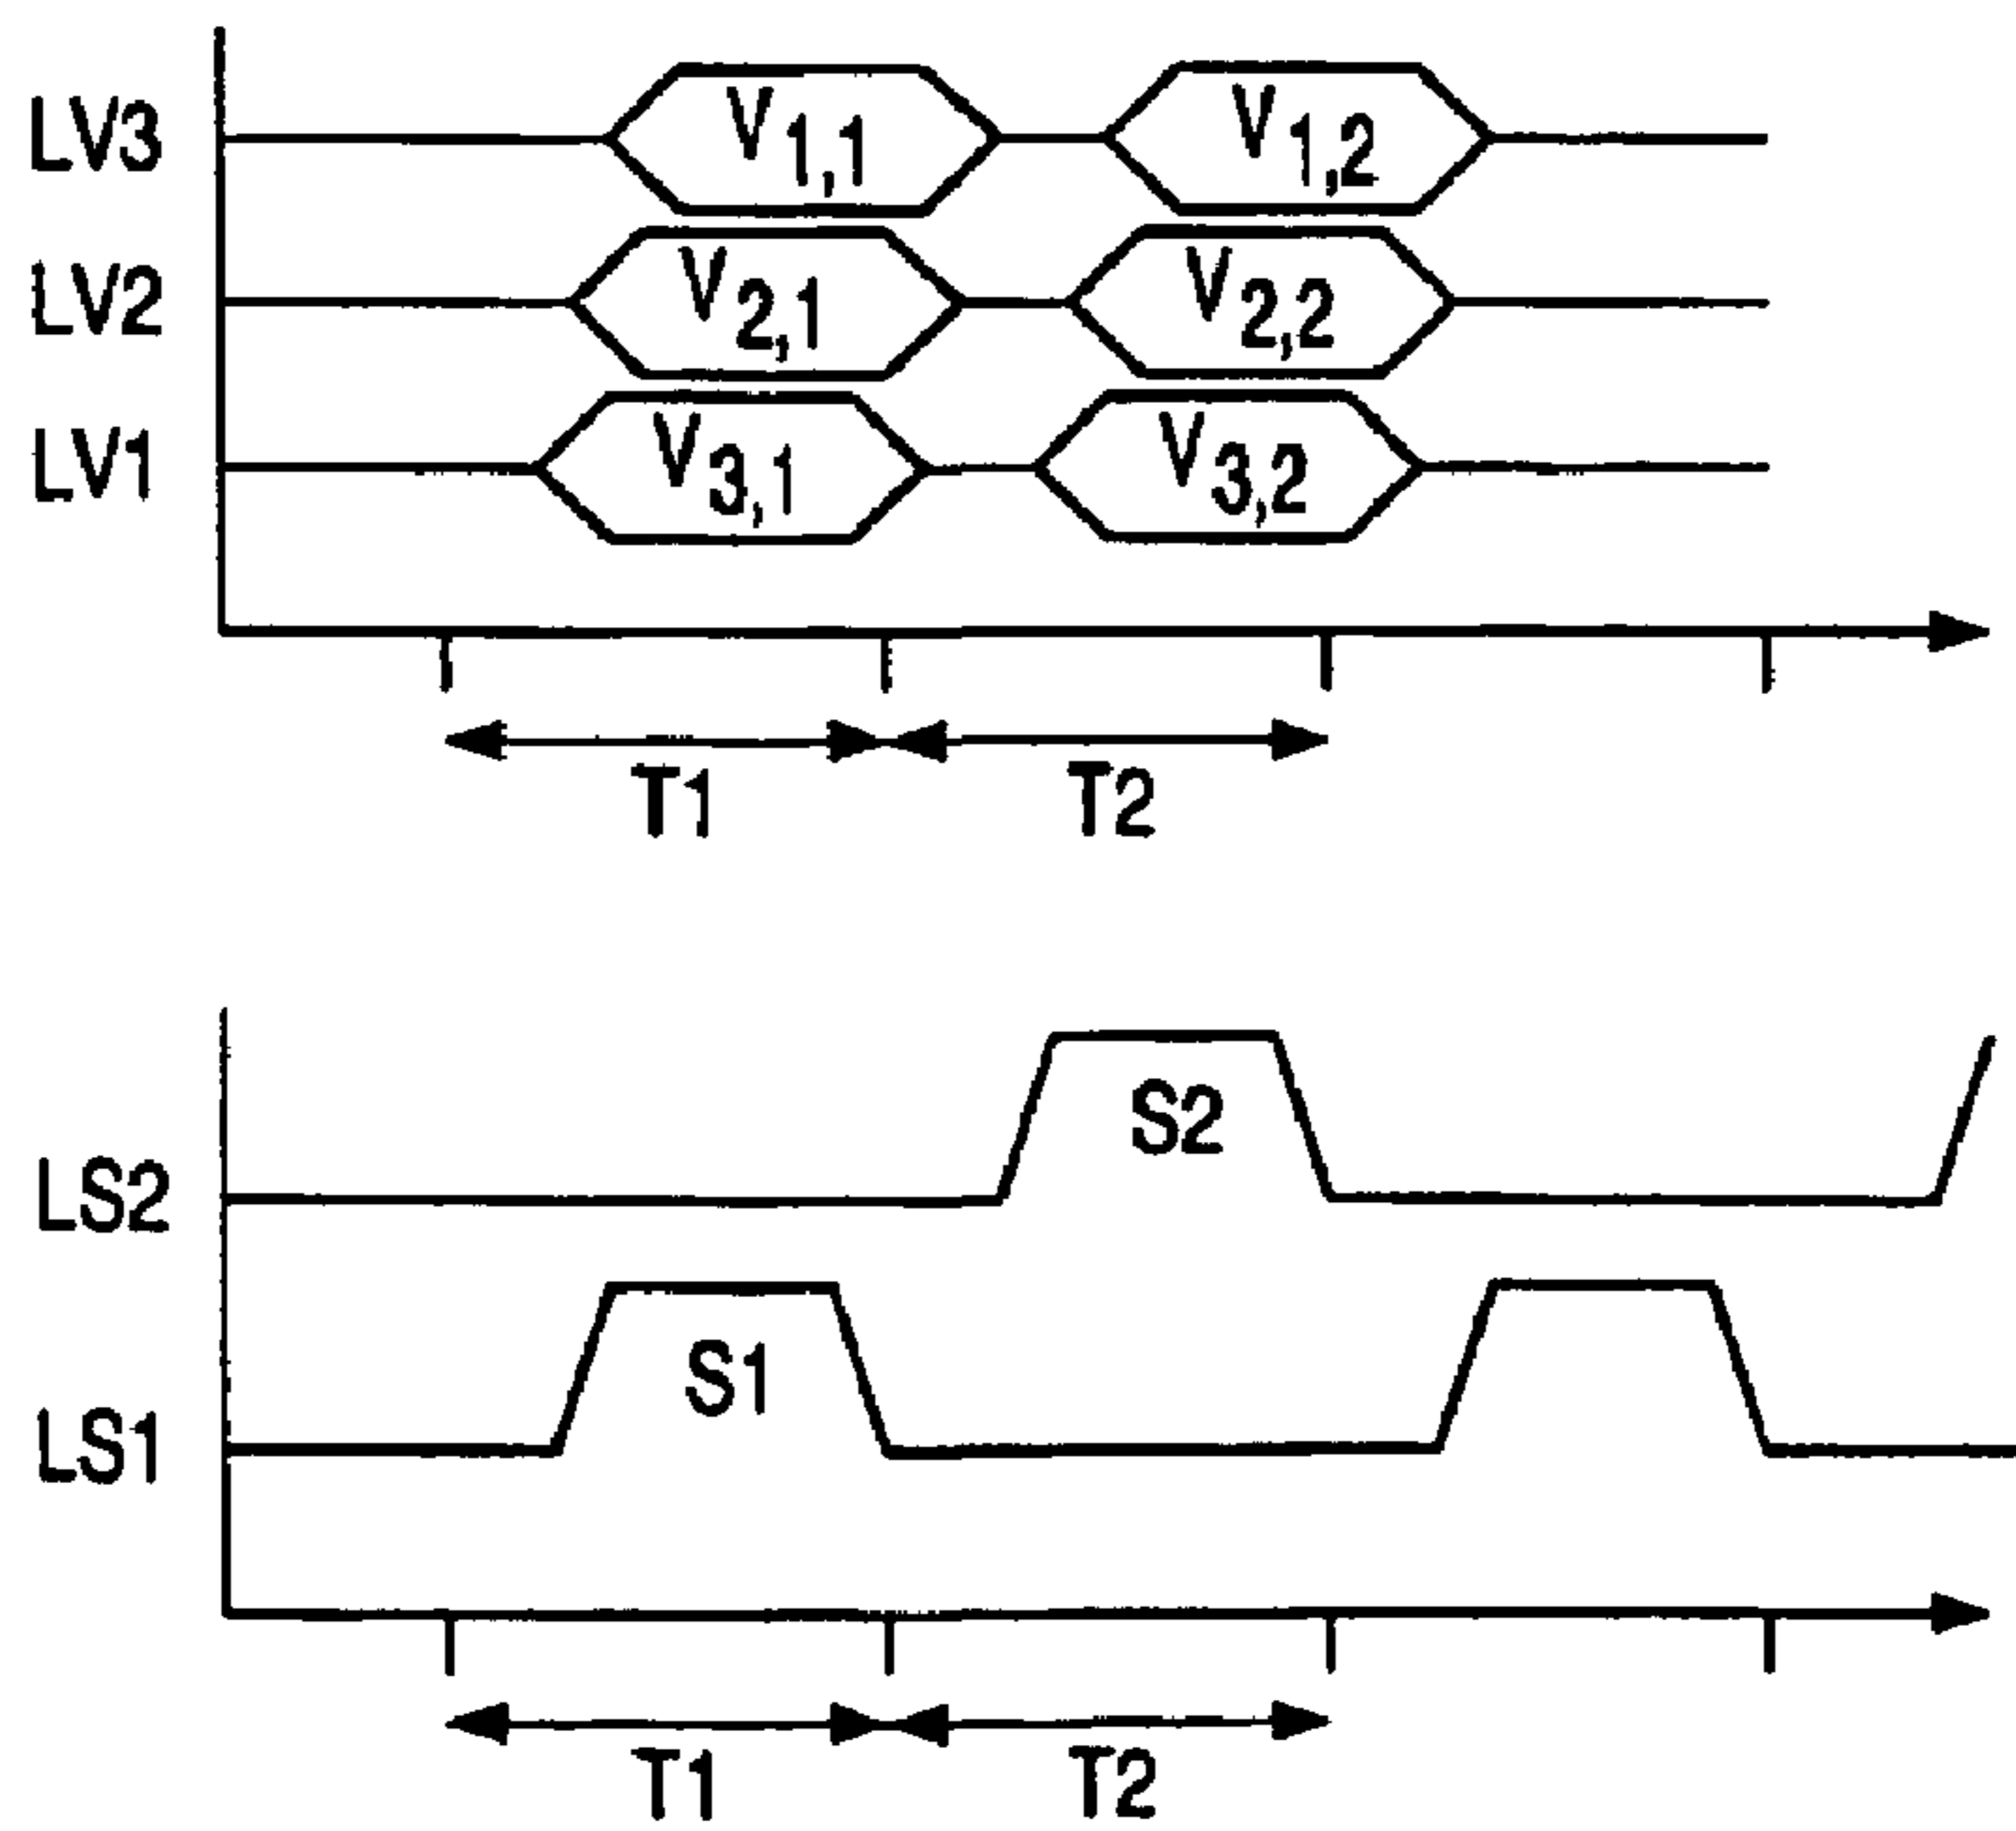 LV3 V1,1 V1,2
LV2 V2,1 V2,2
LV1 V3,1 V3,2
T1 T2
S2
LS2
S1
LS1
T1 T2